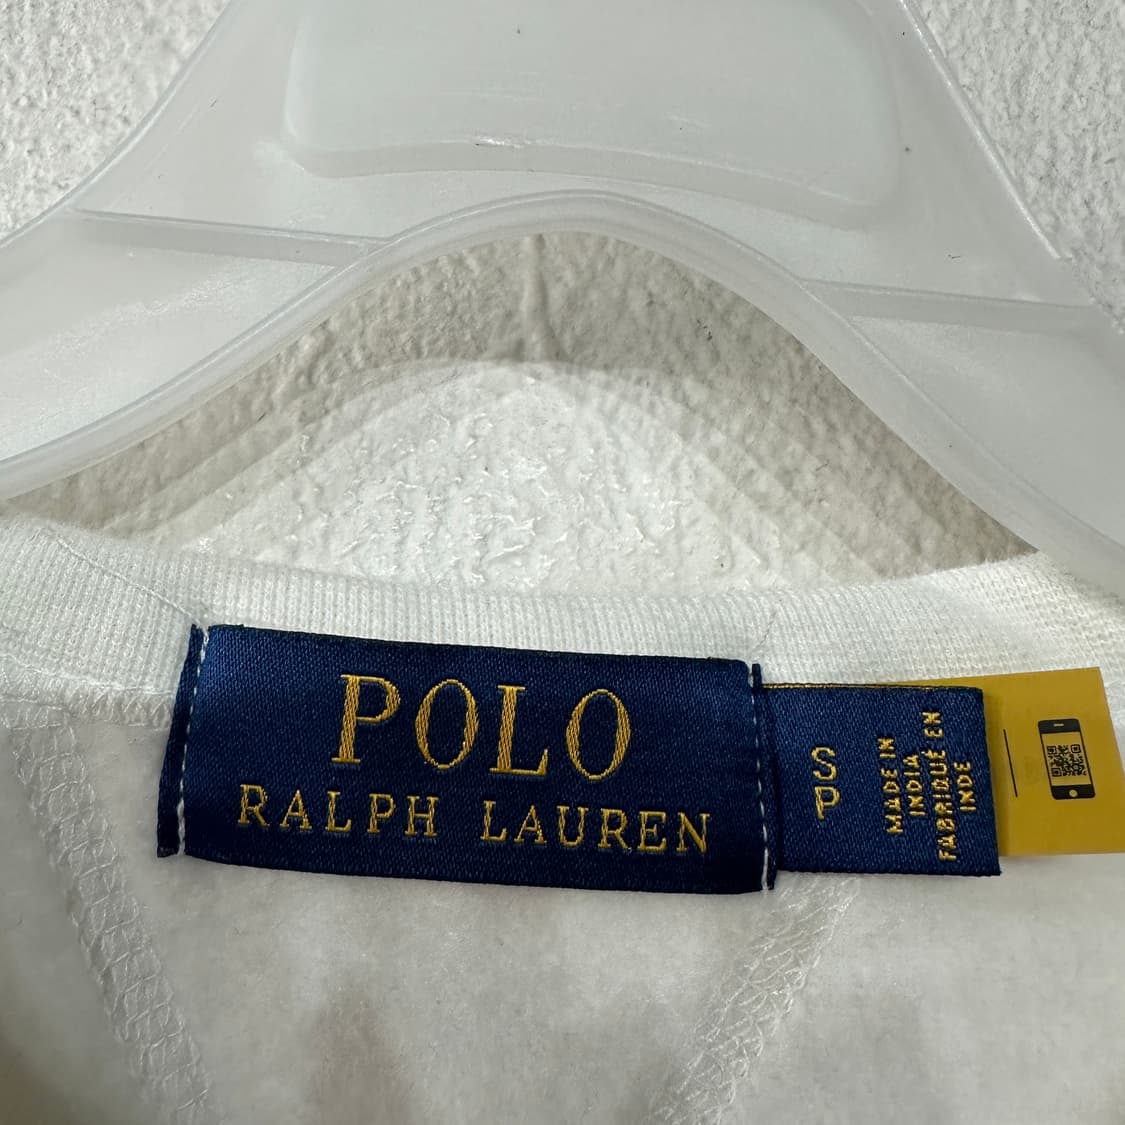 POLO
RALPH LAUREN
S
P
MADE IN
INDIA
FABRIQUÉ EN
INDE